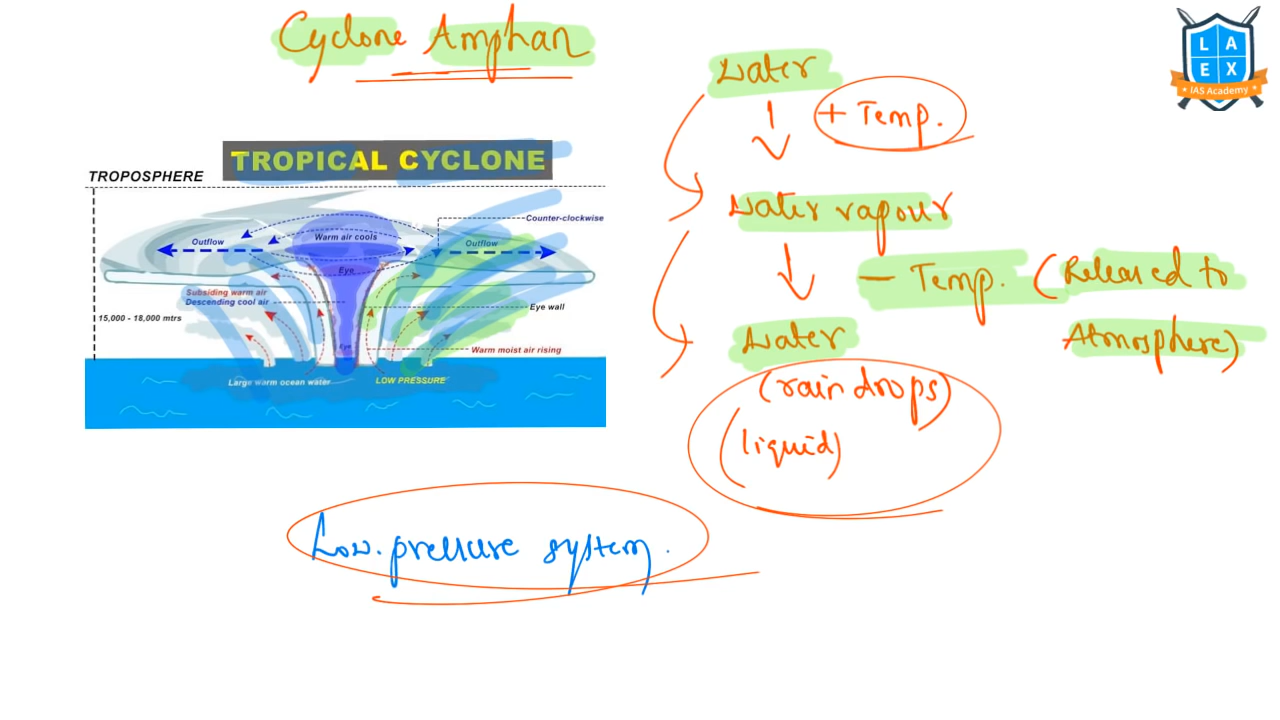 Cyclone Amphan
L A
E X
IAS Academy
TROPICAL CYCLONE
TROPOSPHERE
Counter-clockwise
Outflow
Warm air cools
Outflow
Eye
Subsiding warm air
Descending cool air
Eye wall
15,000 - 18,000 mtrs
Eye
Warm moist air rising
Large warm ocean water
LOW PRESSURE
Water
+ Temp.
Water vapour
- Temp. (Released to
Atmosphere)
Water
(rain drops)
(liquid)
Low. pressure system.